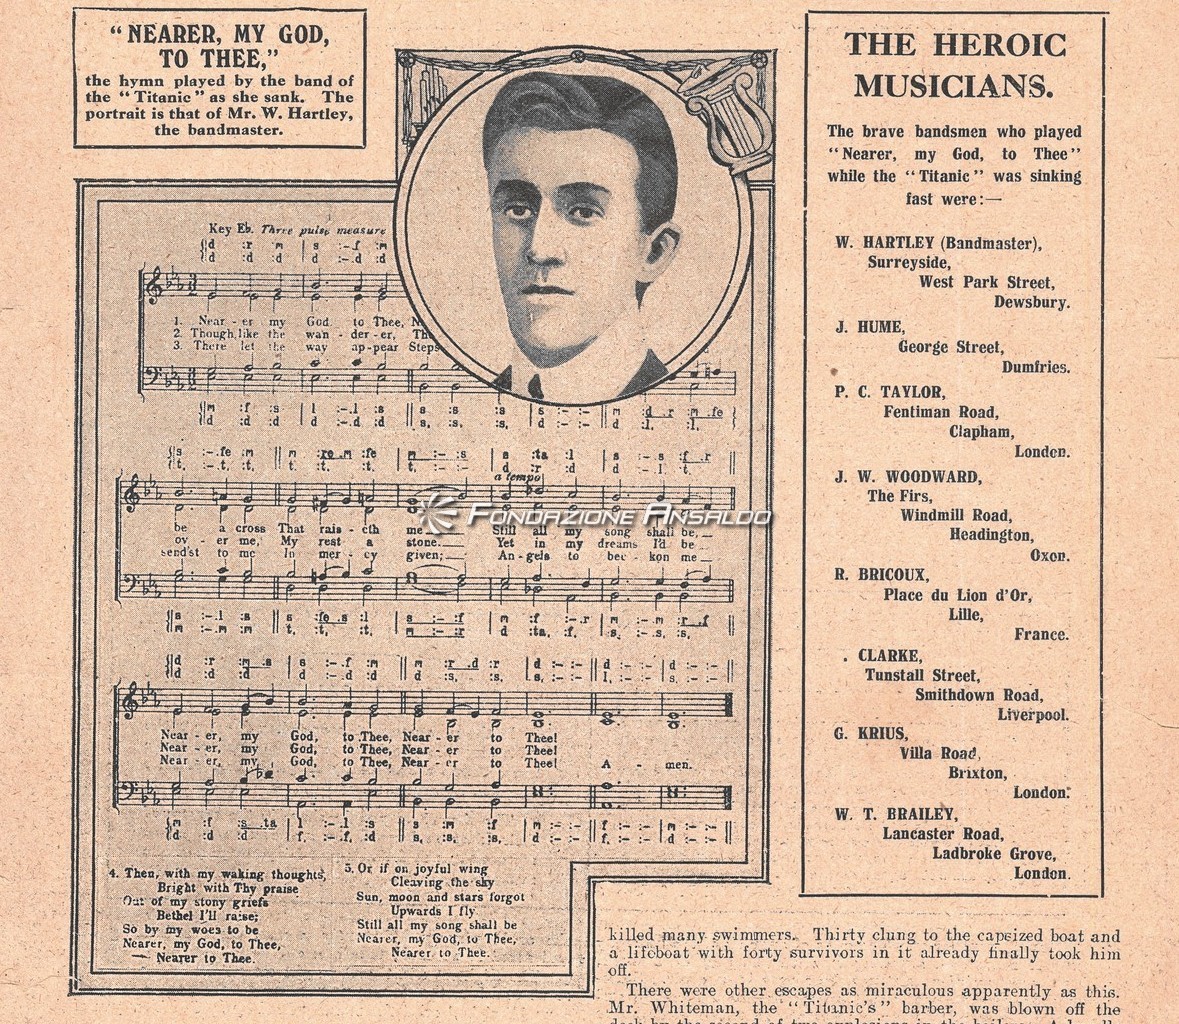 “ NEARER, MY GOD,
TO THEE,”
the hymn played by the band of
the “ Titanic ” as she sank. The
portrait is that of Mr. W. Hartley,
the bandmaster.
Key Eb. Three pulse measure
1. Near - er my God to Thee, N
2. Though, like the wan - der - er, Th
3. There let the way ap - pear Steps
a tempo
be a cross That rais - eth me Still all my song shall be,
ov - er me, My rest a stone. Yet in my dreams I'd be
send'st to me In mer - cy given; An - gels to bec - kon me
FONDAZIONE ANSALDO
Near - er, my God, to Thee, Near - er to Thee!
Near - er, my God, to Thee, Near - er to Thee!
Near - er, my God, to Thee, Near - er to Thee! A - men.
4. Then, with my waking thoughts,
Bright with Thy praise
Out of my stony griefs
Bethel I'll raise;
So by my woes to be
Nearer, my God, to Thee,
— Nearer to Thee.
5. Or if on joyful wing
Cleaving the sky
Sun, moon and stars forgot
Upwards I fly
Still all my song shall be
Nearer, my God, to Thee,
Nearer to Thee.
THE HEROIC
MUSICIANS.
The brave bandsmen who played
“Nearer, my God, to Thee”
while the “Titanic” was sinking
fast were:—
W. HARTLEY (Bandmaster),
Surreyside,
West Park Street,
Dewsbury.
J. HUME,
George Street,
Dumfries.
P. C. TAYLOR,
Fentiman Road,
Clapham,
London.
J. W. WOODWARD,
The Firs,
Windmill Road,
Headington,
Oxon.
R. BRICOUX,
Place du Lion d'Or,
Lille,
France.
. CLARKE,
Tunstall Street,
Smithdown Road,
Liverpool.
G. KRIUS,
Villa Road,
Brixton,
London.
W. T. BRAILEY,
Lancaster Road,
Ladbroke Grove,
London.
killed many swimmers. Thirty clung to the capsized boat and
a lifeboat with forty survivors in it already finally took him
off.
There were other escapes as miraculous apparently as this.
Mr. Whiteman, the “Titanic's” barber, was blown off the